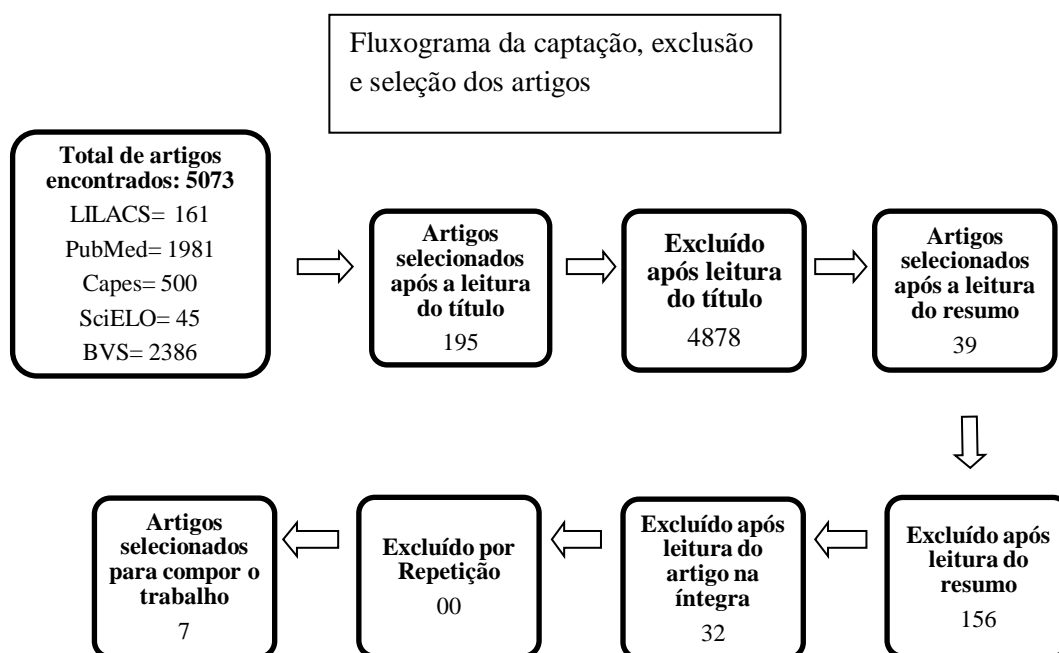 Fluxograma da captação, exclusão
e seleção dos artigos
Total de artigos
encontrados: 5073
LILACS= 161
PubMed= 1981
Capes= 500
SciELO= 45
BVS= 2386
Artigos
selecionados
após a leitura
do título
195
Excluído
após leitura
do título
4878
Artigos
selecionados
após a leitura
do resumo
39
Excluído após
leitura do
resumo
156
Excluído após
leitura do
artigo na
íntegra
32
Excluído por
Repetição
00
Artigos
selecionados
para compor o
trabalho
7